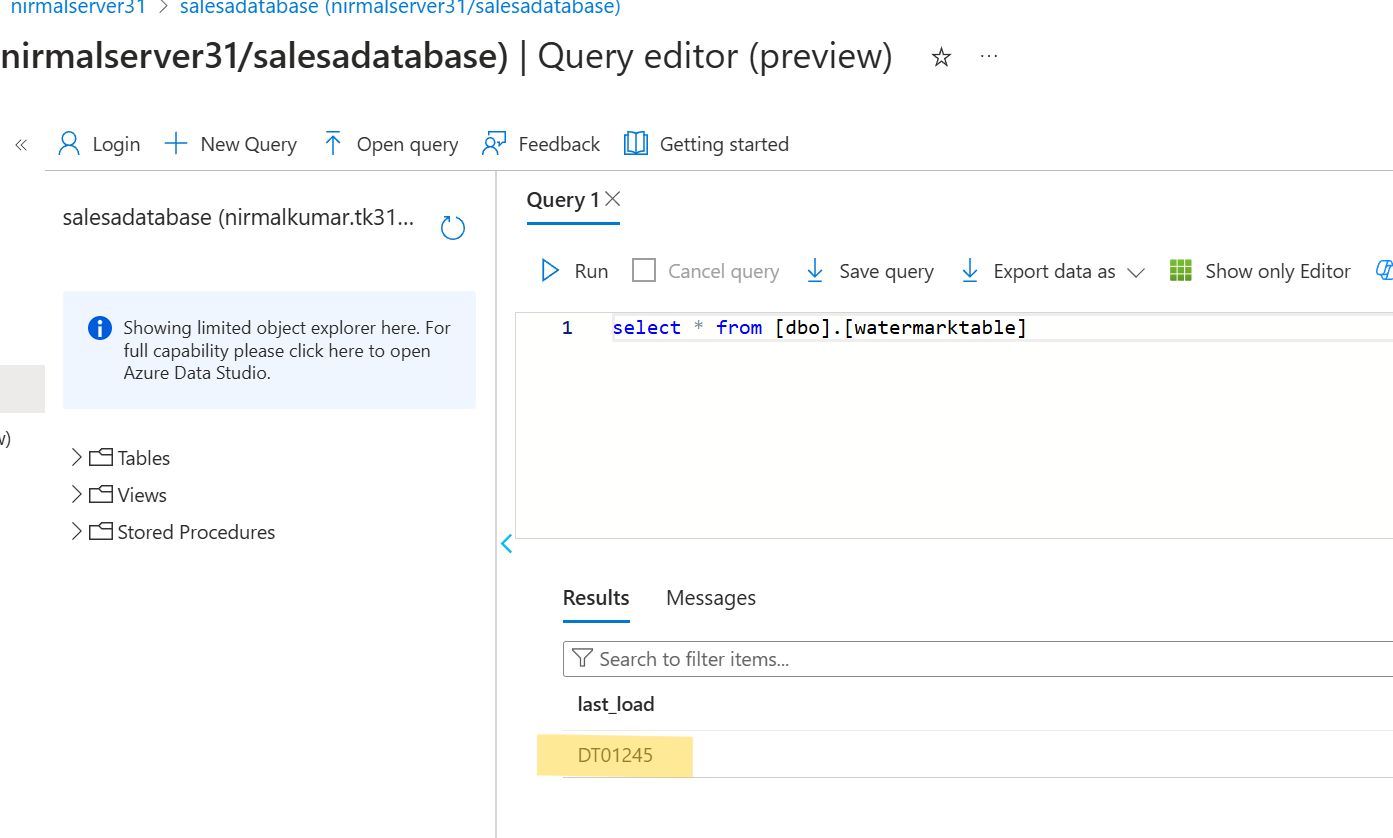 nirmalserver31 > salesadatabase (nirmalserver31/salesadatabase)
nirmalserver31/salesadatabase) | Query editor (preview) ☆ ...
« Login + New Query Open query Feedback Getting started
salesadatabase (nirmalkumar.tk31...
Showing limited object explorer here. For
full capability please click here to open
Azure Data Studio.
Tables
Views
Stored Procedures
Query 1
Run Cancel query Save query Export data as Show only Editor
1 select * from [dbo].[watermarktable]
Results Messages
Search to filter items...
last_load
DT01245